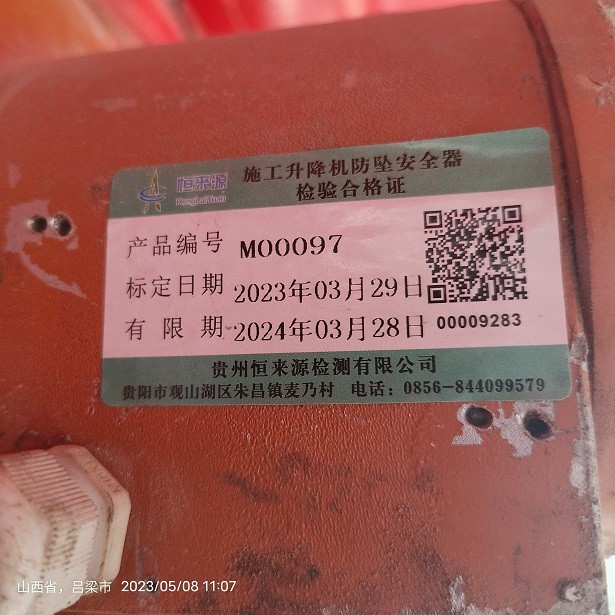 恒来源
HengLaiYuan
施工升降机防坠安全器
检验合格证
产品编号 M00097
标定日期 2023年03月29日
有 限 期 2024年03月28日
00009283
贵州恒来源检测有限公司
贵阳市观山湖区朱昌镇麦乃村 电话：0856-844099579
山西省，吕梁市 2023/05/08 11:07